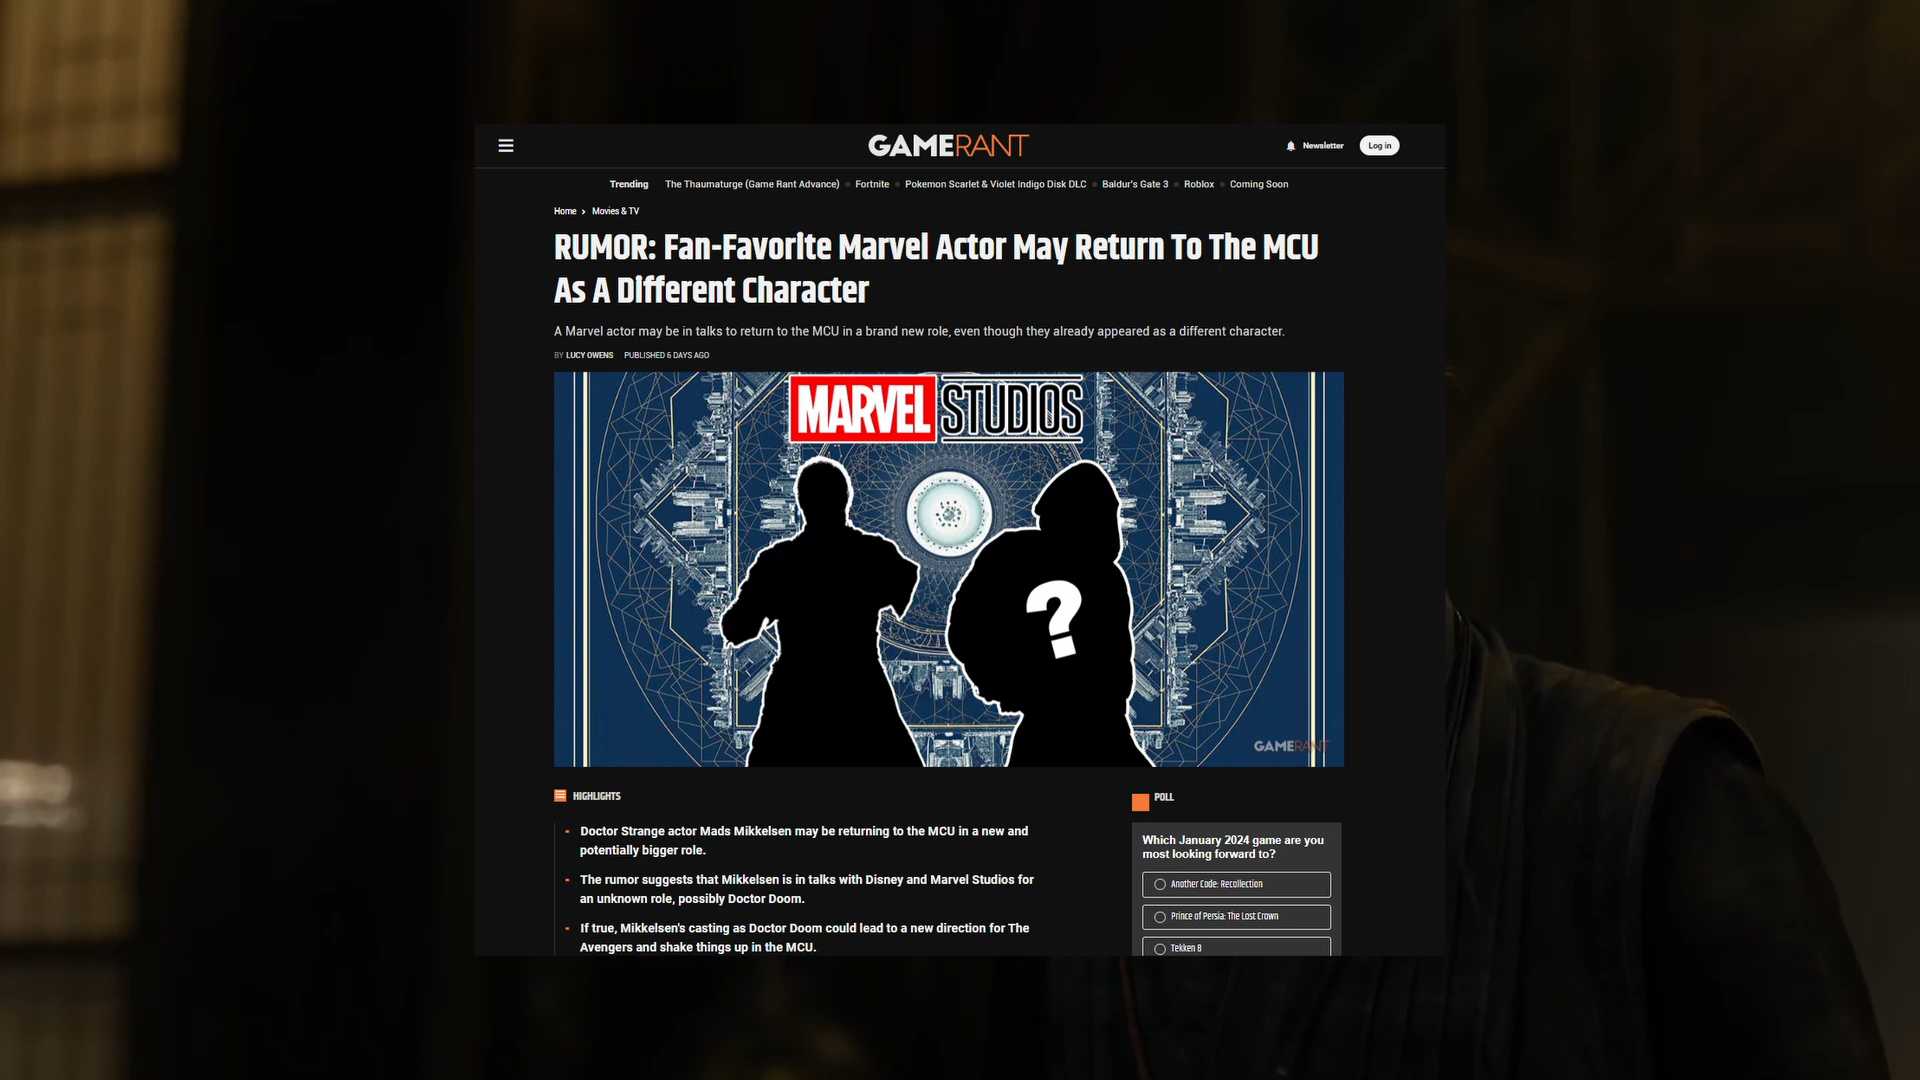 GAMERANT
Newsletter
Log in
Trending The Thaumaturge (Game Rant Advance) Fortnite Pokemon Scarlet & Violet Indigo Disk DLC Baldur's Gate 3 Roblox Coming Soon
Home > Movies & TV
RUMOR: Fan-Favorite Marvel Actor May Return To The MCU
As A Different Character
A Marvel actor may be in talks to return to the MCU in a brand new role, even though they already appeared as a different character.
BY LUCY OWENS PUBLISHED 6 DAYS AGO
MARVEL STUDIOS
?
GAMERANT
HIGHLIGHTS
Doctor Strange actor Mads Mikkelsen may be returning to the MCU in a new and
potentially bigger role.
The rumor suggests that Mikkelsen is in talks with Disney and Marvel Studios for
an unknown role, possibly Doctor Doom.
If true, Mikkelsen's casting as Doctor Doom could lead to a new direction for The
Avengers and shake things up in the MCU.
POLL
Which January 2024 game are you
most looking forward to?
Another Code: Recollection
Prince of Persia: The Lost Crown
Tekken 8